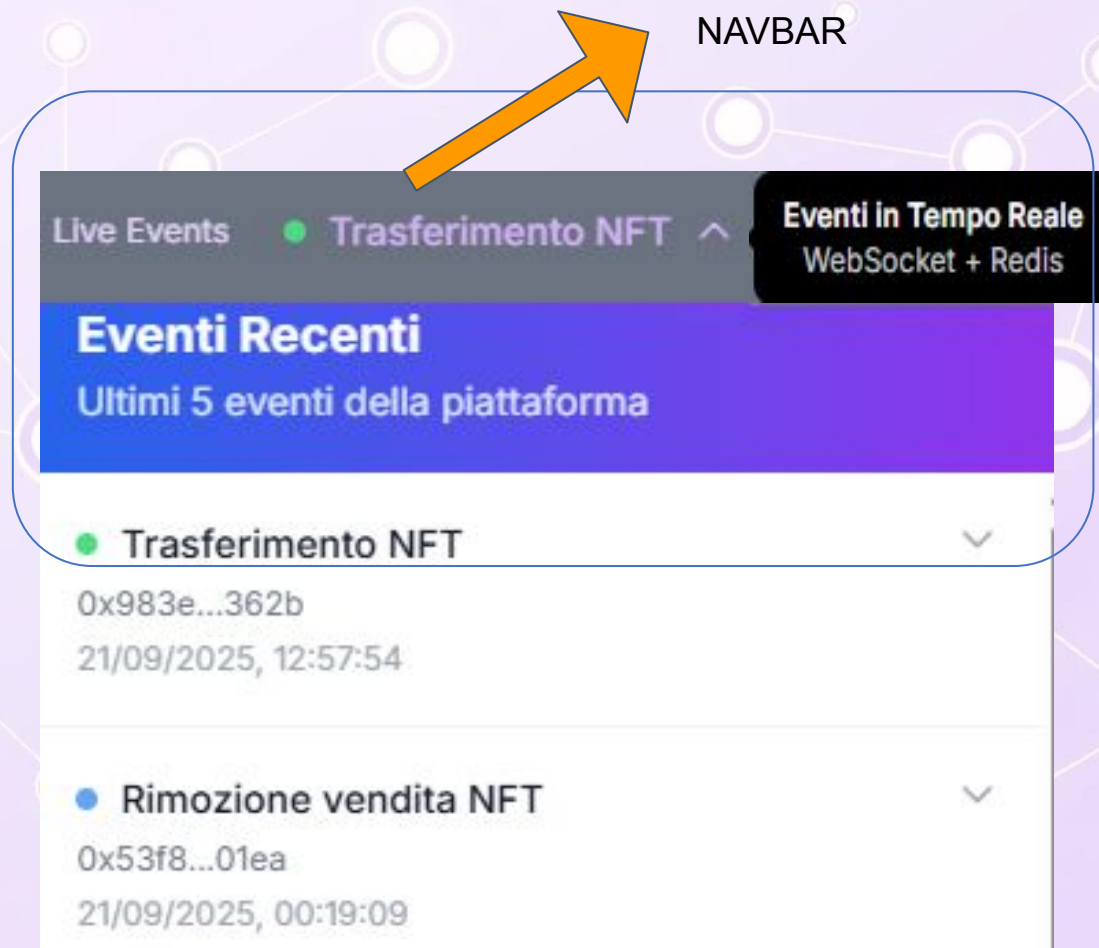 NAVBAR
Live Events
Trasferimento NFT
Eventi in Tempo Reale
WebSocket + Redis
Eventi Recenti
Ultimi 5 eventi della piattaforma
Trasferimento NFT
0x983e...362b
21/09/2025, 12:57:54
Rimozione vendita NFT
0x53f8...01ea
21/09/2025, 00:19:09